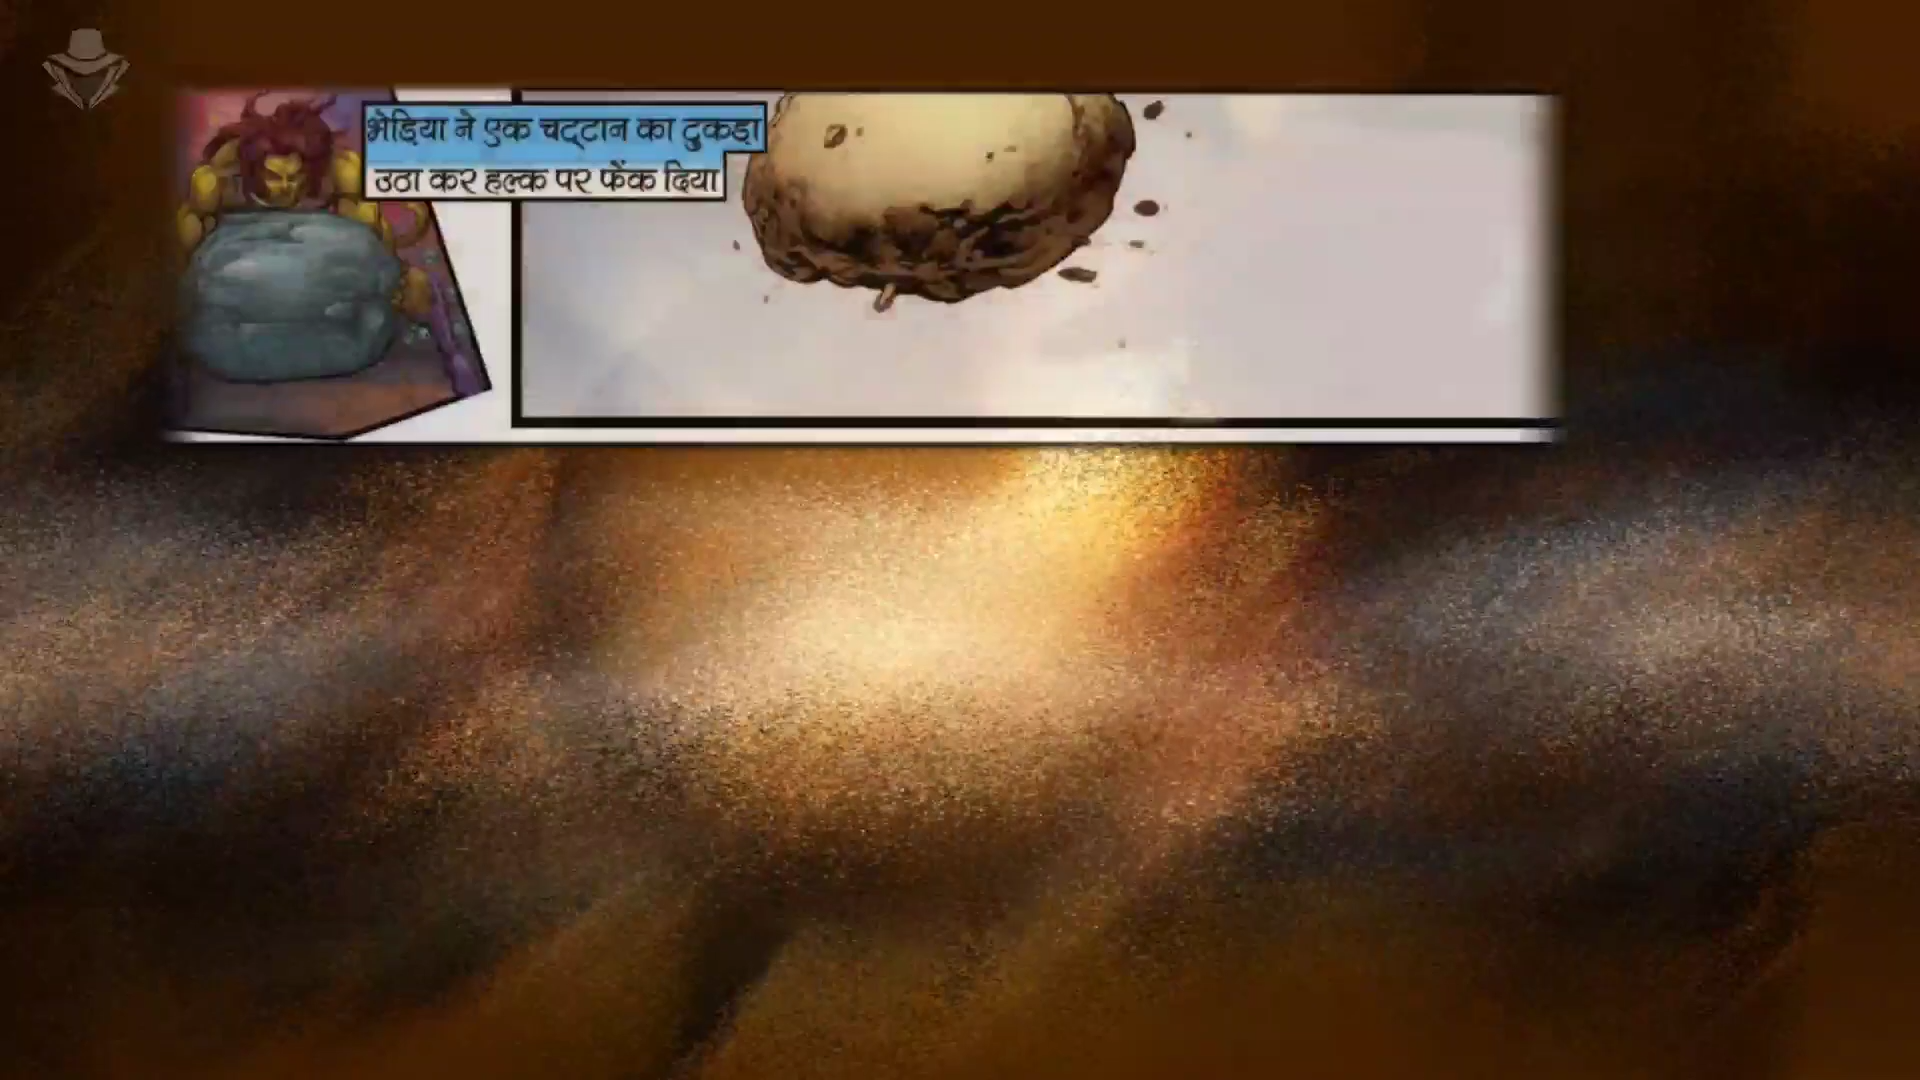 भेड़िया ने एक चट्टान का टुकड़ा
उठा कर हल्क पर फेंक दिया